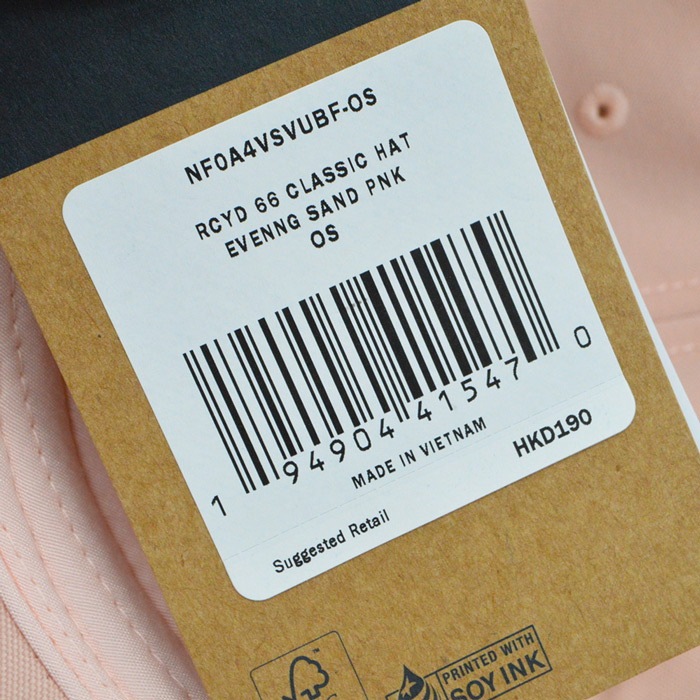 NF0A4VSVUBF-OS
RCYD 66 CLASSIC HAT
EVENNG SAND PNK
OS
1 94904 41547 0
MADE IN VIETNAM
Suggested Retail HKD190
PRINTED WITH
SOY INK